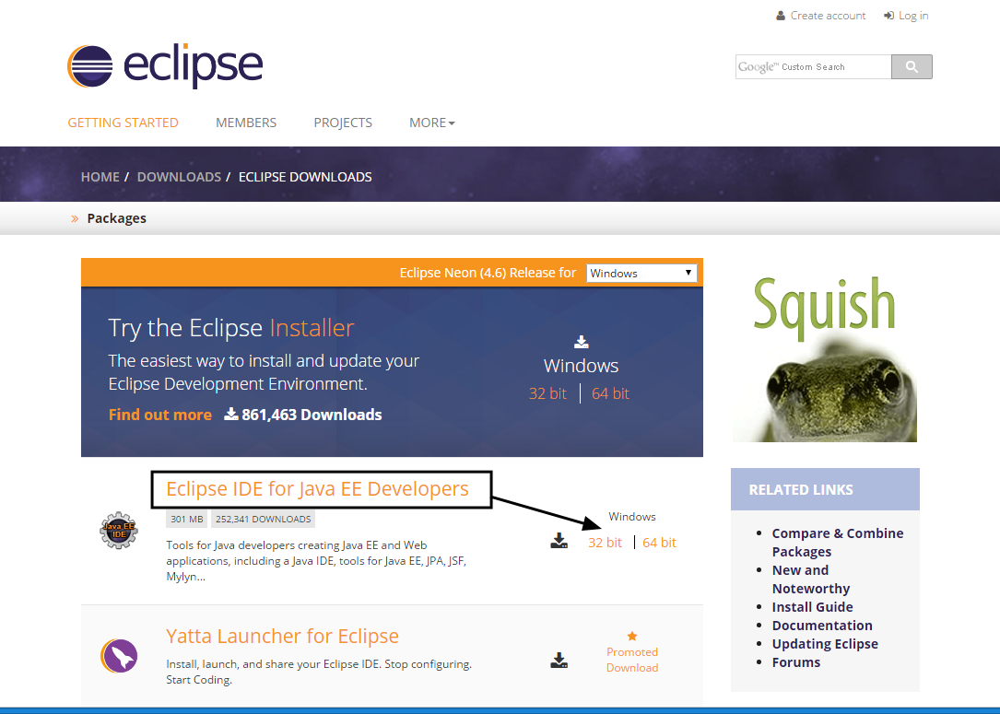 Create account Log in
eclipse
Google™ Custom Search
GETTING STARTED MEMBERS PROJECTS MORE
HOME / DOWNLOADS / ECLIPSE DOWNLOADS
» Packages
Eclipse Neon (4.6) Release for Windows
Try the Eclipse Installer
The easiest way to install and update your
Eclipse Development Environment.
Find out more 861,463 Downloads
Windows
32 bit | 64 bit
Squish
Eclipse IDE for Java EE Developers
301 MB 252,341 DOWNLOADS
Java EE
IDE
Tools for Java developers creating Java EE and Web
applications, including a Java IDE, tools for Java EE, JPA, JSF,
Mylyn...
Windows
32 bit | 64 bit
Yatta Launcher for Eclipse
Install, launch, and share your Eclipse IDE. Stop configuring.
Start Coding.
Promoted
Download
RELATED LINKS
Compare & Combine
Packages
New and
Noteworthy
Install Guide
Documentation
Updating Eclipse
Forums